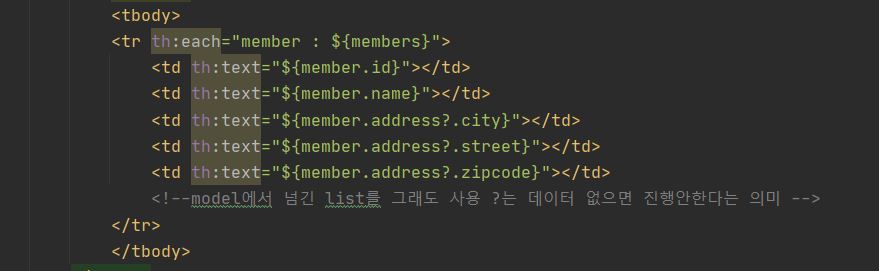 <tbody>
<tr th:each="member : ${members}">
<td th:text="${member.id}"></td>
<td th:text="${member.name}"></td>
<td th:text="${member.address?.city}"></td>
<td th:text="${member.address?.street}"></td>
<td th:text="${member.address?.zipcode}"></td>
<!--model에서 넘긴 list를 그래도 사용 ?는 데이터 없으면 진행안한다는 의미 -->
</tr>
</tbody>